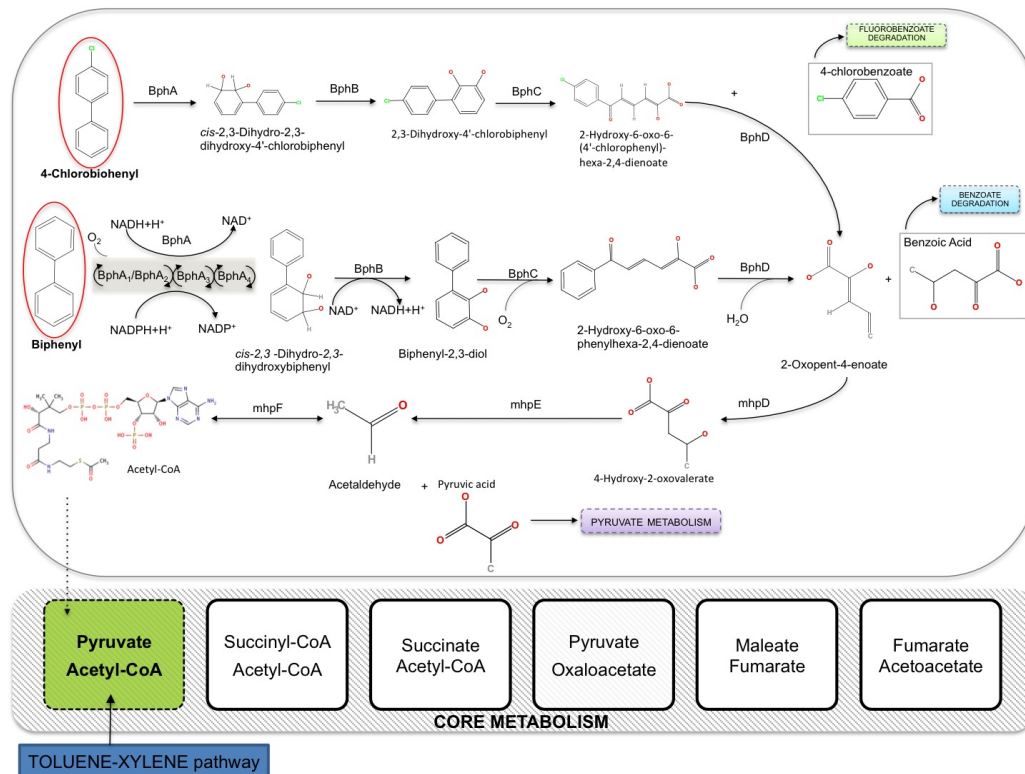 FLUOROBENZOATE
DEGRADATION
4-chlorobenzoate
Cl
O
O
Cl
BphA
H
O
H
O
Cl
BphB
O
O
Cl
BphC
Cl
O
H
H
H
O
O
O
+
BphD
cis-2,3-Dihydro-2,3-
dihydroxy-4'-chlorobiphenyl
2,3-Dihydroxy-4'-chlorobiphenyl
2-Hydroxy-6-oxo-6-
(4'-chlorophenyl)-
hexa-2,4-dienoate
4-Chlorobiohenyl
BENZOATE
DEGRADATION
Benzoic Acid
C
O
O
O
O
NADH+H⁺
NAD⁺
O₂
BphA
BphA₁/BphA₂
BphA₃
BphA₄
NADPH+H⁺
NADP⁺
H
O
O
H
BphB
NAD⁺
NADH+H⁺
O
O
BphC
O₂
O
O
O
O
BphD
H₂O
O
O
O
H
C
+
Biphenyl
cis-2,3 -Dihydro-2,3-
dihydroxybiphenyl
Biphenyl-2,3-diol
2-Hydroxy-6-oxo-6-
phenylhexa-2,4-dienoate
2-Oxopent-4-enoate
mhpF
mhpE
mhpD
H₃C
O
H
O
O
O
O
C
Acetyl-CoA
Acetaldehyde
+
Pyruvic acid
4-Hydroxy-2-oxovalerate
O
O
O
C
PYRUVATE METABOLISM
Pyruvate
Acetyl-CoA
Succinyl-CoA
Acetyl-CoA
Succinate
Acetyl-CoA
Pyruvate
Oxaloacetate
Maleate
Fumarate
Fumarate
Acetoacetate
CORE METABOLISM
TOLUENE-XYLENE pathway